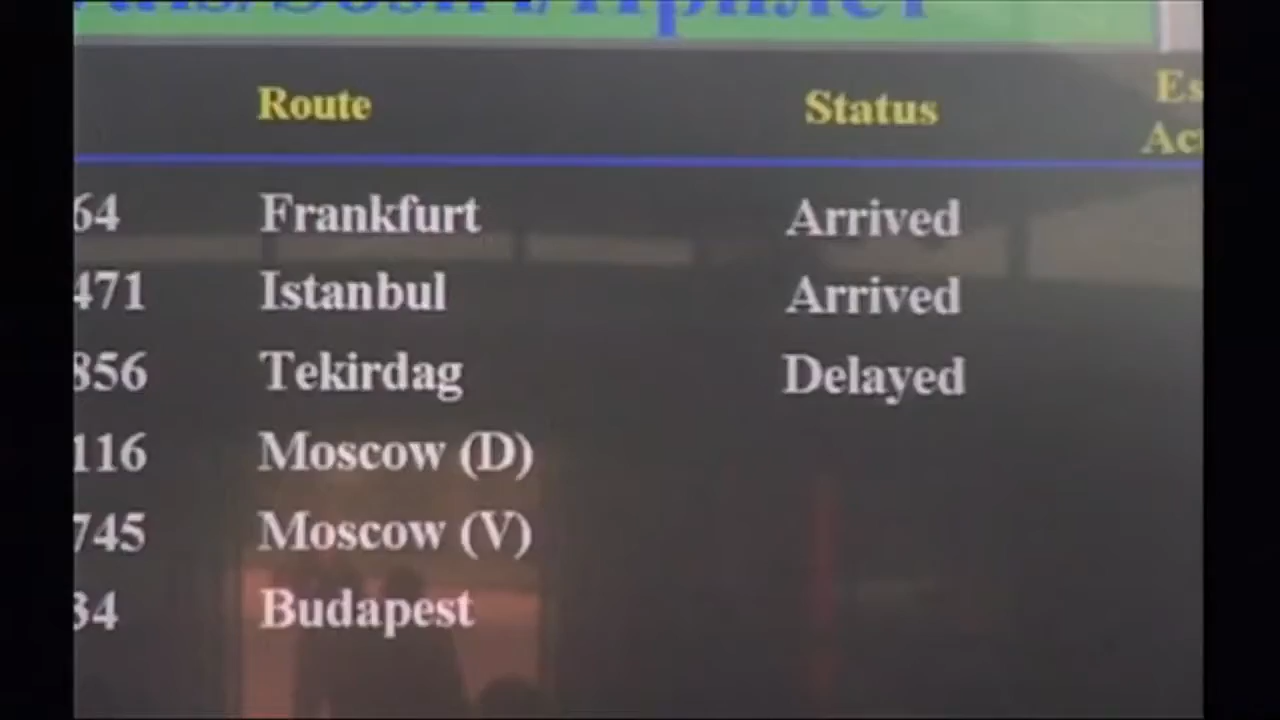 Route Status
64 Frankfurt Arrived
471 Istanbul Arrived
856 Tekirdag Delayed
116 Moscow (D)
745 Moscow (V)
34 Budapest